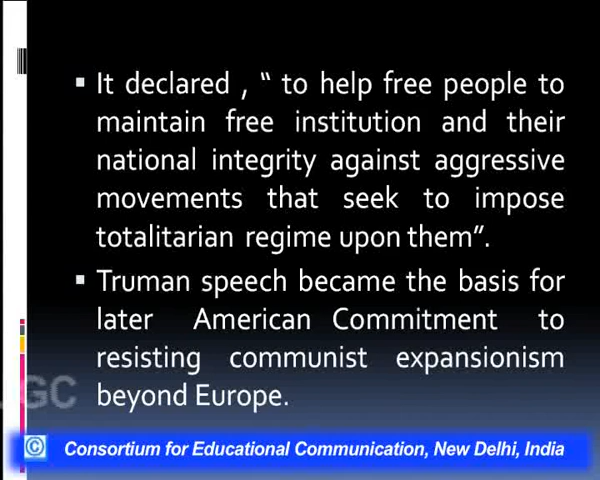 ▪ It declared , “ to help free people to
maintain free institution and their
national integrity against aggressive
movements that seek to impose
totalitarian regime upon them”.
▪ Truman speech became the basis for
later American Commitment to
resisting communist expansionism
beyond Europe.
GC
© Consortium for Educational Communication, New Delhi, India